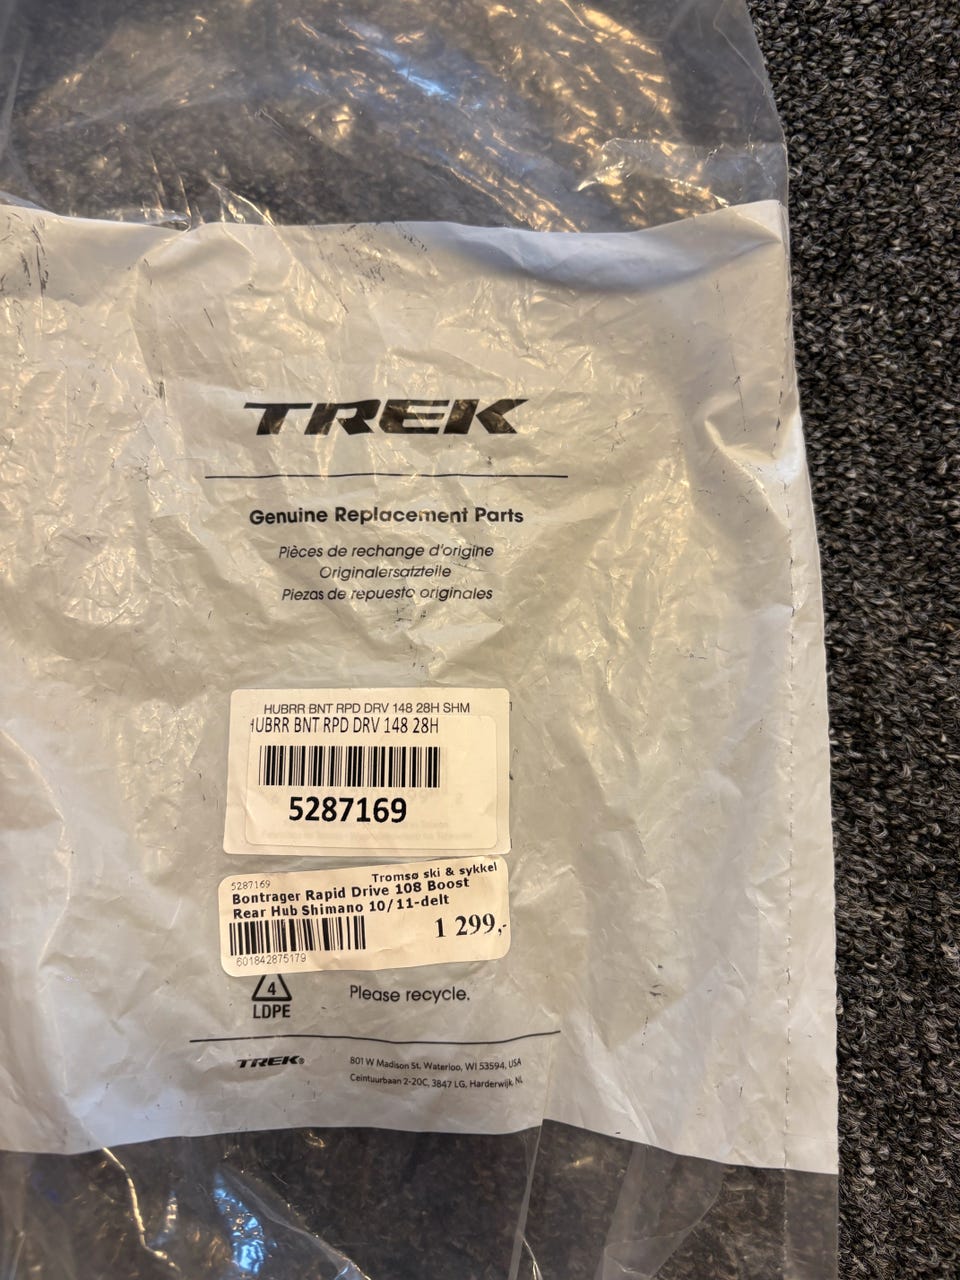 TREK
Genuine Replacement Parts
Pièces de rechange d'origine
Originalersatzteile
Piezas de repuesto originales
HUBRR BNT RPD DRV 148 28H SHM
HUBRR BNT RPD DRV 148 28H
5287169
5287169 Tromsø ski & sykkel
Bontrager Rapid Drive 108 Boost
Rear Hub Shimano 10/11-delt
1 299,-
601842875179
4
LDPE
Please recycle.
TREK®
801 W Madison St, Waterloo, WI 53594, USA
Ceintuurbaan 2-20C, 3847 LG, Harderwijk, NL